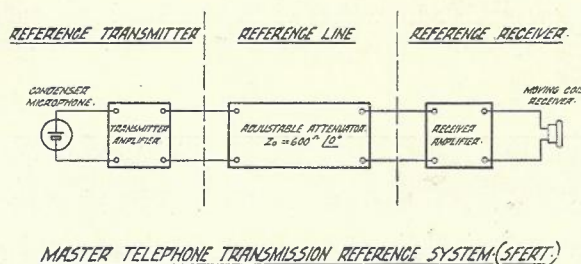 REFERENCE TRANSMITTER
REFERENCE LINE
REFERENCE RECEIVER.
CONDENSER
MICROPHONE.
TRANSMITTER
AMPLIFIER
ADJUSTABLE ATTENUATOR.
Z₀ = 600 Ω /0°
RECEIVER
AMPLIFIER.
MOVING COIL
RECEIVER.
MASTER TELEPHONE TRANSMISSION REFERENCE SYSTEM.(SFERT.)